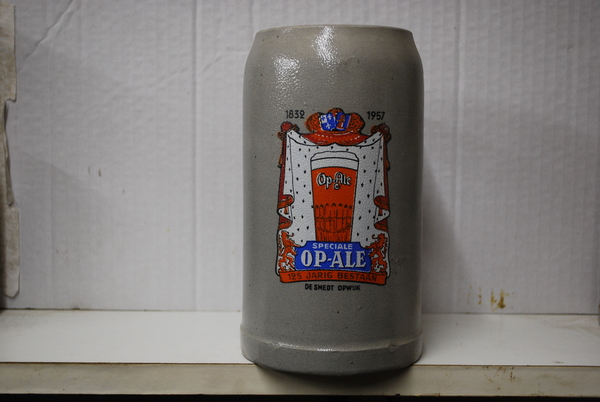 1832 1957
Op-Ale
SPECIALE
OP-ALE
125 JARIG BESTAAN
DE SMEDT OPWIJK